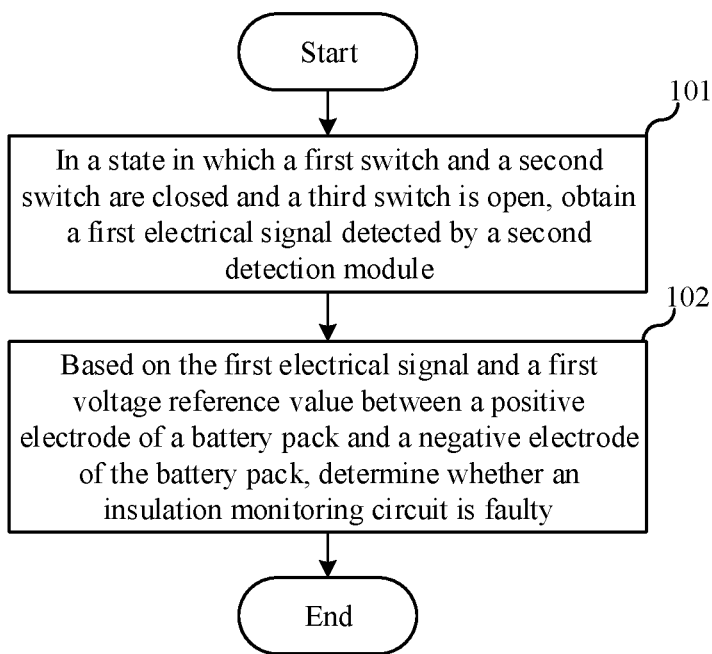 Start
101
In a state in which a first switch and a second
switch are closed and a third switch is open, obtain
a first electrical signal detected by a second
detection module
102
Based on the first electrical signal and a first
voltage reference value between a positive
electrode of a battery pack and a negative electrode
of the battery pack, determine whether an
insulation monitoring circuit is faulty
End